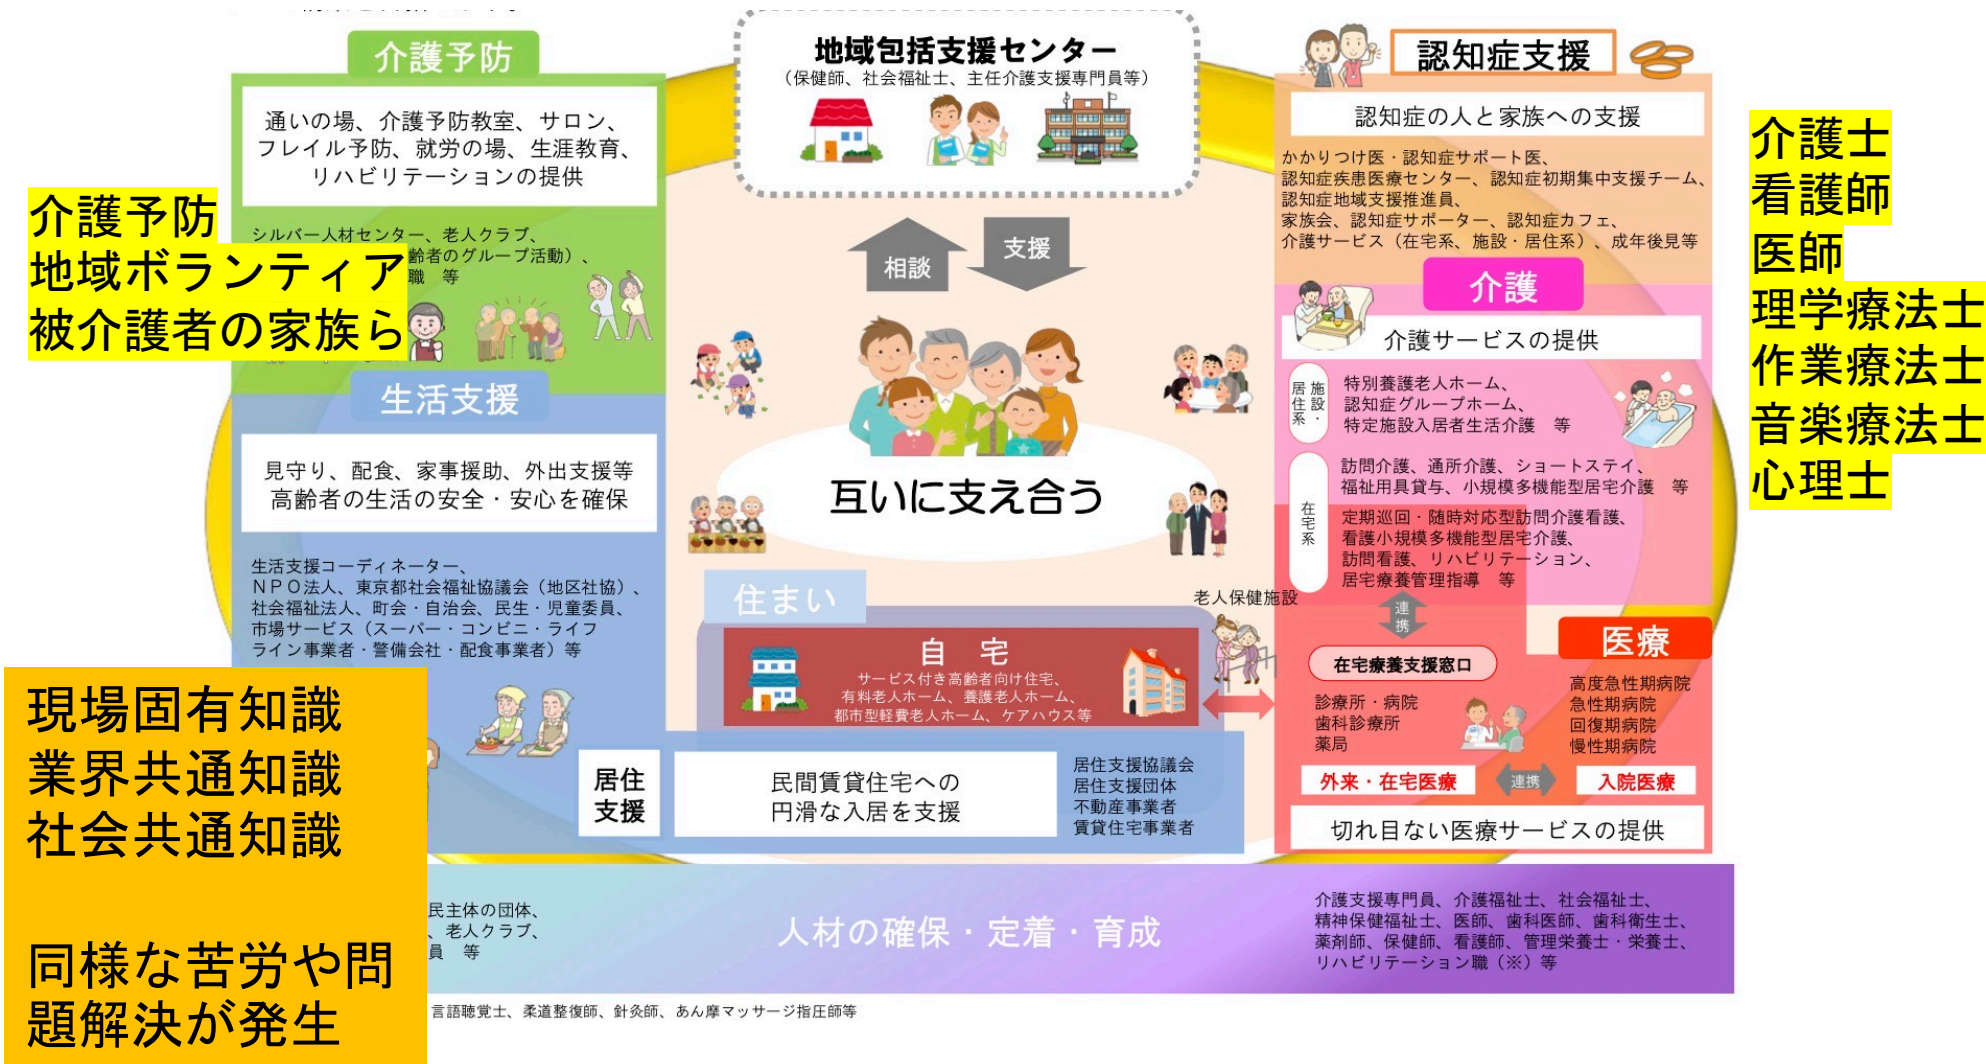 介護予防
通いの場、介護予防教室、サロン、
フレイル予防、就労の場、生涯教育、
リハビリテーションの提供
シルバー人材センター、老人クラブ、
齢者のグループ活動）、
職　等
介護予防
地域ボランティア
被介護者の家族ら
生活支援
見守り、配食、家事援助、外出支援等
高齢者の生活の安全・安心を確保
生活支援コーディネーター、
ＮＰＯ法人、東京都社会福祉協議会（地区社協）、
社会福祉法人、町会・自治会、民生・児童委員、
市場サービス（スーパー・コンビニ・ライフ
ライン事業者・警備会社・配食事業者）等
現場固有知識
業界共通知識
社会共通知識
同様な苦労や問
題解決が発生
地域包括支援センター
（保健師、社会福祉士、主任介護支援専門員等）
相談
支援
互いに支え合う
住まい
自　宅
サービス付き高齢者向け住宅、
有料老人ホーム、養護老人ホーム、
都市型軽費老人ホーム、ケアハウス等
老人保健施設
居住
支援
民間賃貸住宅への
円滑な入居を支援
居住支援協議会
居住支援団体
不動産事業者
賃貸住宅事業者
認知症支援
認知症の人と家族への支援
かかりつけ医・認知症サポート医、
認知症疾患医療センター、認知症初期集中支援チーム、
認知症地域支援推進員、
家族会、認知症サポーター、認知症カフェ、
介護サービス（在宅系、施設・居住系）、成年後見等
介護
介護サービスの提供
施設・
居住系
特別養護老人ホーム、
認知症グループホーム、
特定施設入居者生活介護　等
在宅系
訪問介護、通所介護、ショートステイ、
福祉用具貸与、小規模多機能型居宅介護　等
定期巡回・随時対応型訪問介護看護、
看護小規模多機能型居宅介護、
訪問看護、リハビリテーション、
居宅療養管理指導　等
連携
医療
在宅療養支援窓口
診療所・病院
歯科診療所
薬局
高度急性期病院
急性期病院
回復期病院
慢性期病院
外来・在宅医療
連携
入院医療
切れ目ない医療サービスの提供
介護士
看護師
医師
理学療法士
作業療法士
音楽療法士
心理士
民主体の団体、
、老人クラブ、
員　等
人材の確保・定着・育成
介護支援専門員、介護福祉士、社会福祉士、
精神保健福祉士、医師、歯科医師、歯科衛生士、
薬剤師、保健師、看護師、管理栄養士・栄養士、
リハビリテーション職（※）等
言語聴覚士、柔道整復師、針灸師、あん摩マッサージ指圧師等